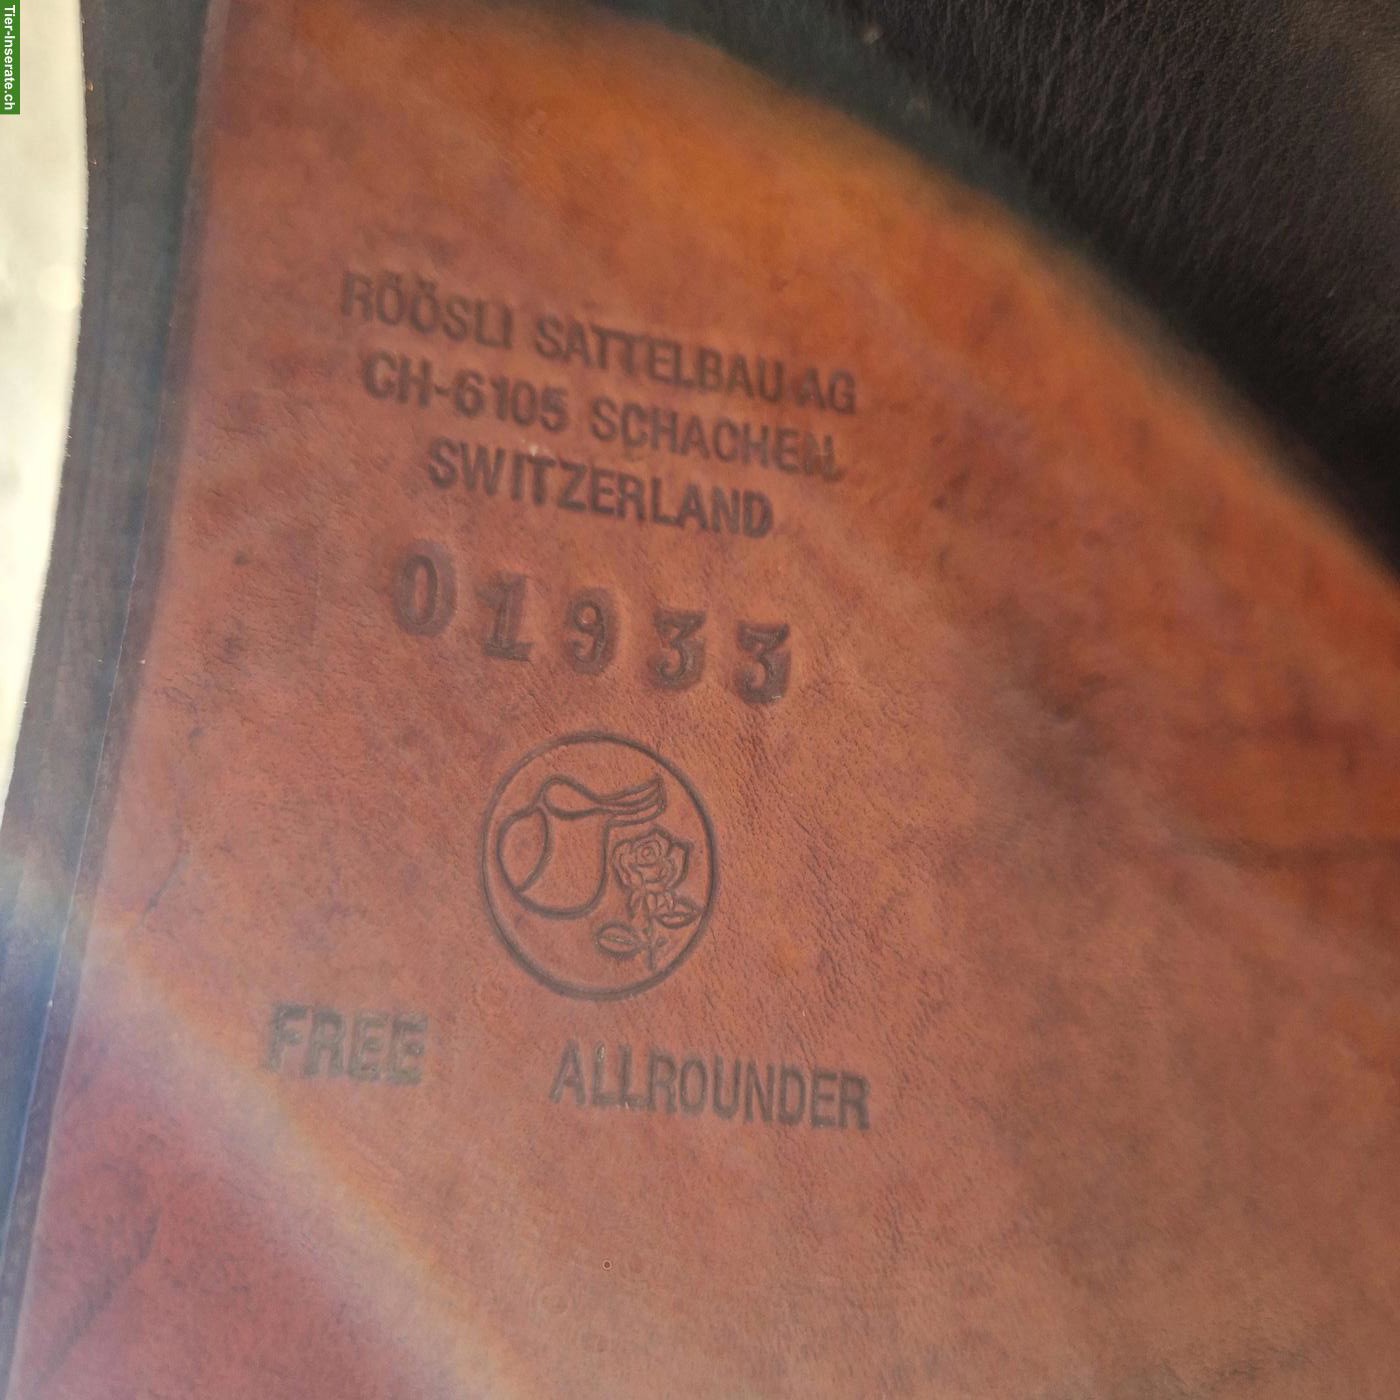 Tier-Inserate.ch
RÖÖSLI SATTELBAU AG
CH-6105 SCHACHEN
SWITZERLAND
01933
FREE ALLROUNDER